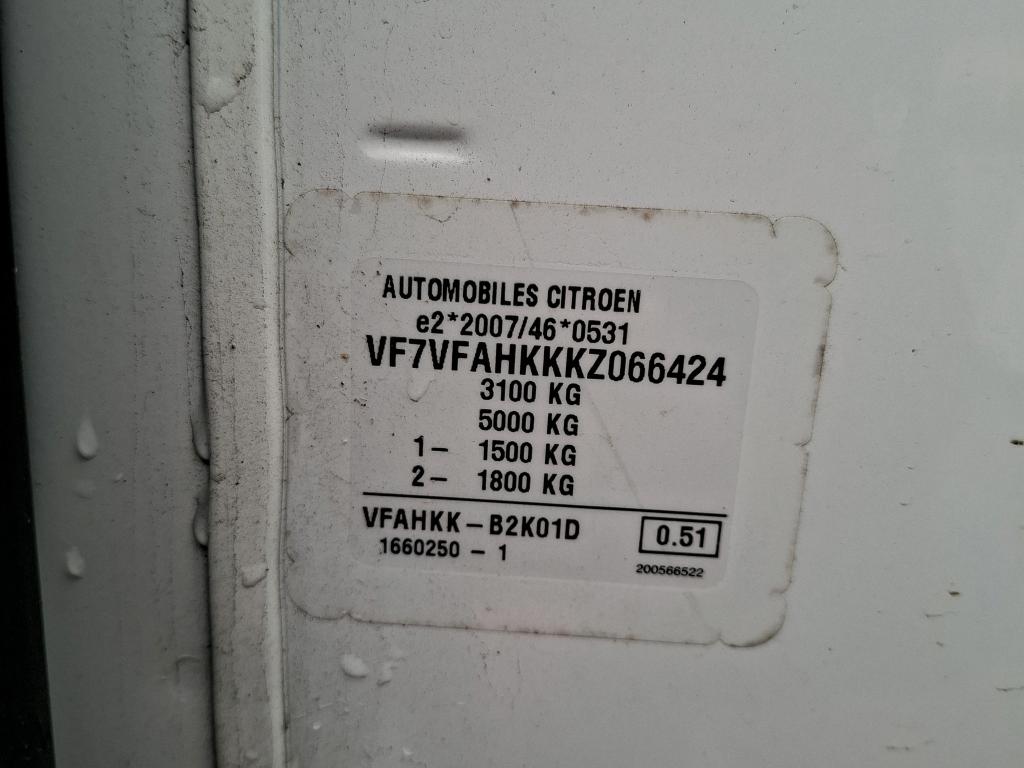 AUTOMOBILES CITROEN
e2*2007/46*0531
VF7VFAHKKKZ066424
3100 KG
5000 KG
1– 1500 KG
2– 1800 KG
VFAHKK–B2K01D
0.51
1660250 – 1
200566522